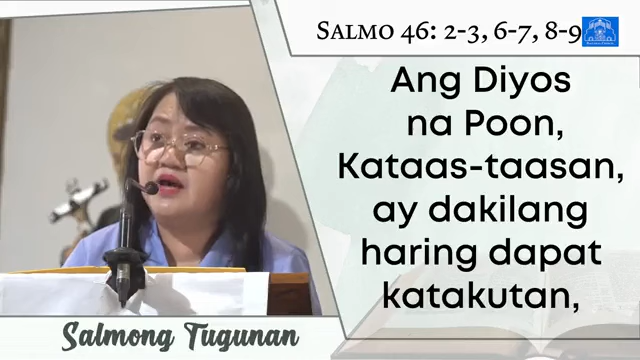 SALMO 46: 2-3, 6-7, 8-9
Ang Diyos
na Poon,
Kataas-taasan,
ay dakilang
haring dapat
katakutan,
Salmong Tugunan